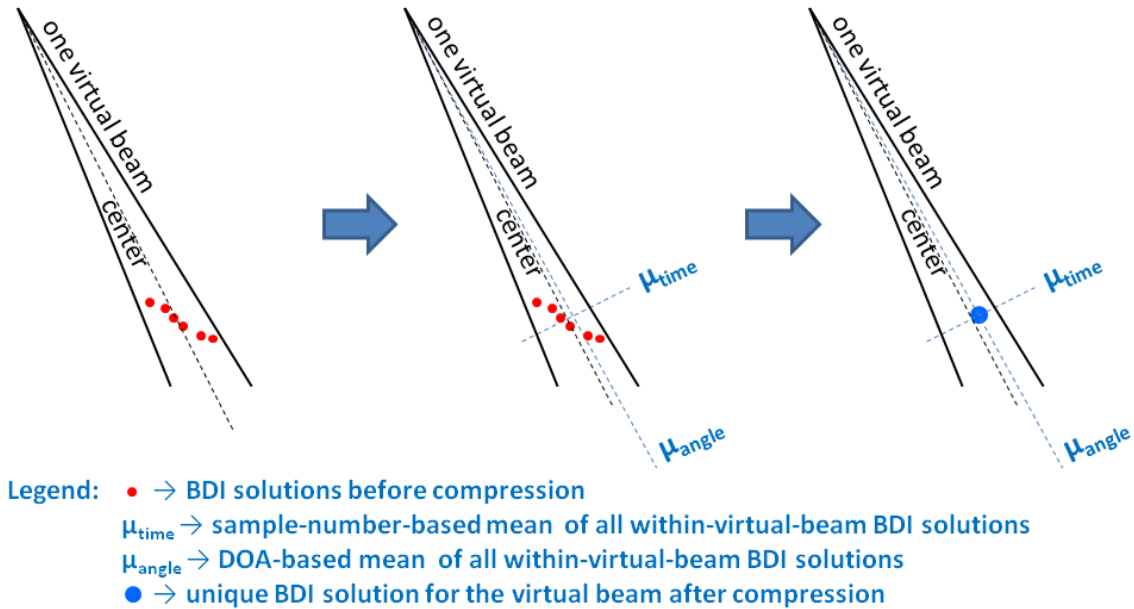 one virtual beam
center
one virtual beam
center
μtime
μangle
one virtual beam
center
μtime
μangle
Legend: • → BDI solutions before compression
μtime → sample-number-based mean of all within-virtual-beam BDI solutions
μangle → DOA-based mean of all within-virtual-beam BDI solutions
● → unique BDI solution for the virtual beam after compression